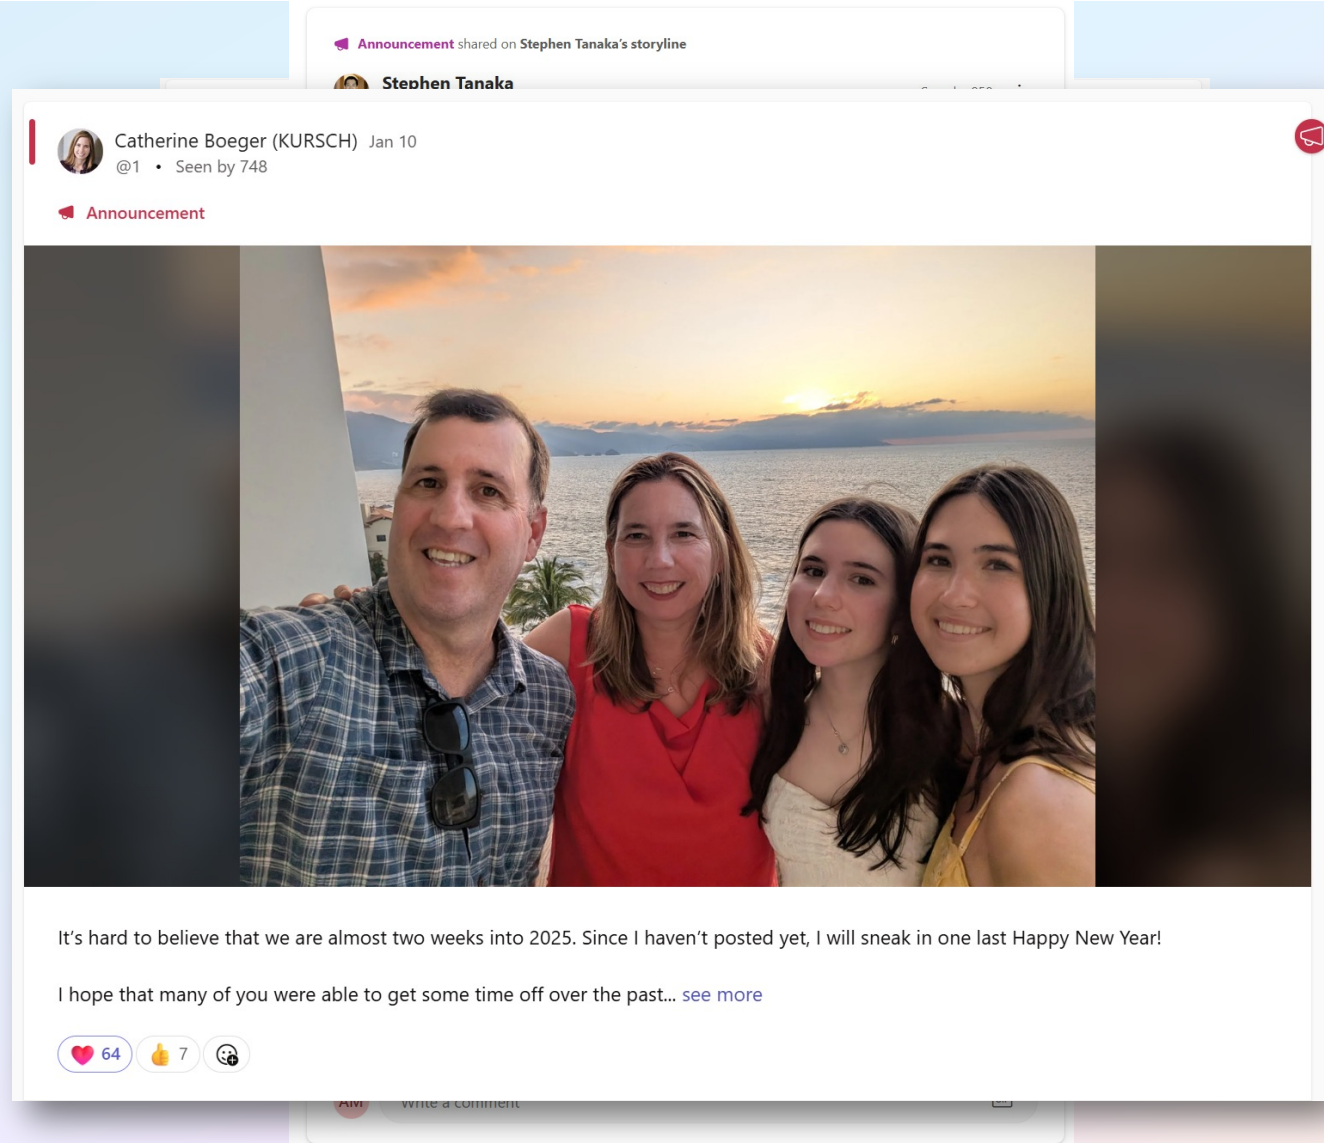 Announcement shared on Stephen Tanaka's storyline
Stephen Tanaka
Catherine Boeger (KURSCH) Jan 10
@1 • Seen by 748
Announcement
It's hard to believe that we are almost two weeks into 2025. Since I haven't posted yet, I will sneak in one last Happy New Year!
I hope that many of you were able to get some time off over the past... see more
64 7
AM Write a comment